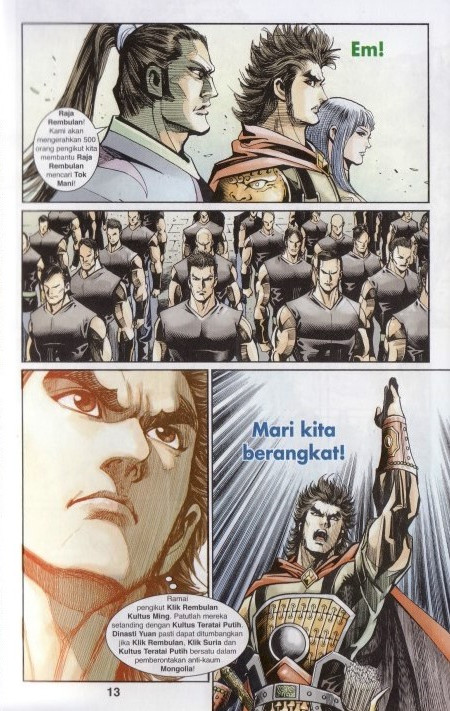 Em!
Raja
Rembulan!
Kami akan
mengerahkan 500
orang pengikut kita
membantu Raja
Rembulan
mencari Tok
Mani!
Mari kita
berangkat!
Ramai
pengikut Klik Rembulan
Kultus Ming. Patutlah mereka
setanding dengan Kultus Teratai Putih.
Dinasti Yuan pasti dapat ditumbangkan
jika Klik Rembulan, Klik Suria dan
Kultus Teratai Putih bersatu dalam
pemberontakan anti-kaum
Mongolia!
13